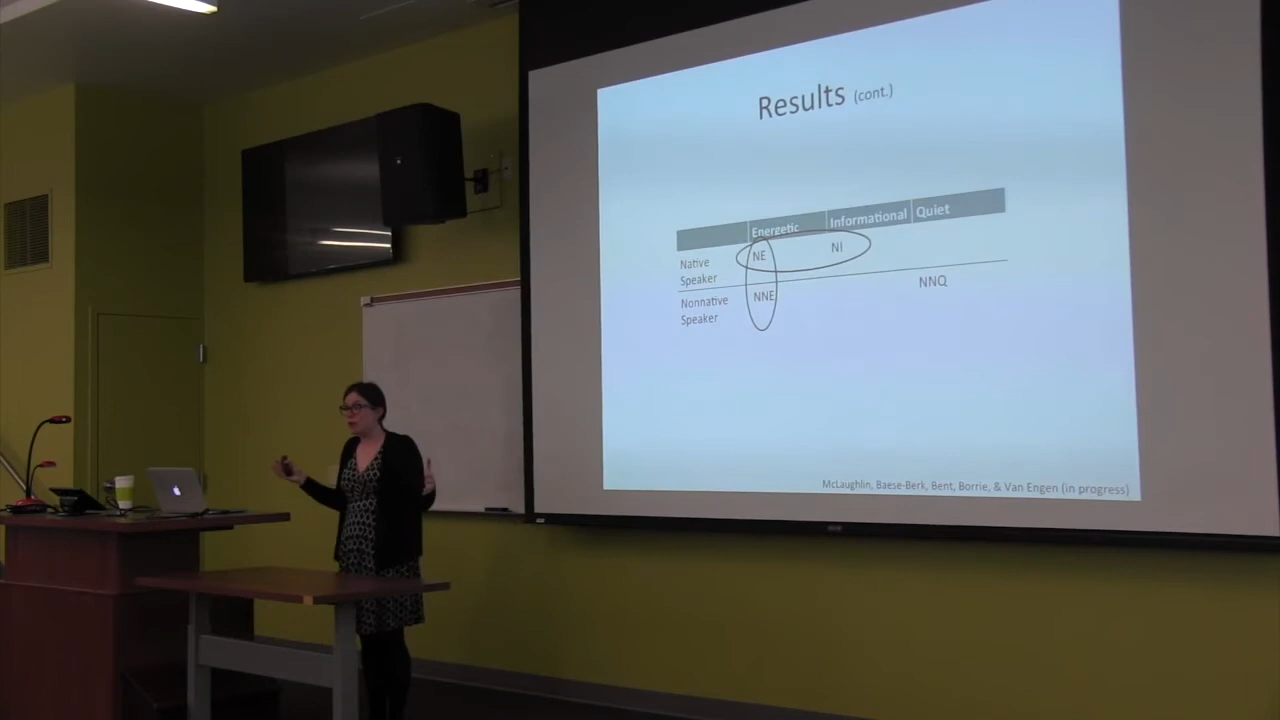 Results (cont.)
Energetic Informational Quiet
Native Speaker NE NI
Nonnative Speaker NNE NNQ
McLaughlin, Baese-Berk, Bent, Borrie, & Van Engen (in progress)